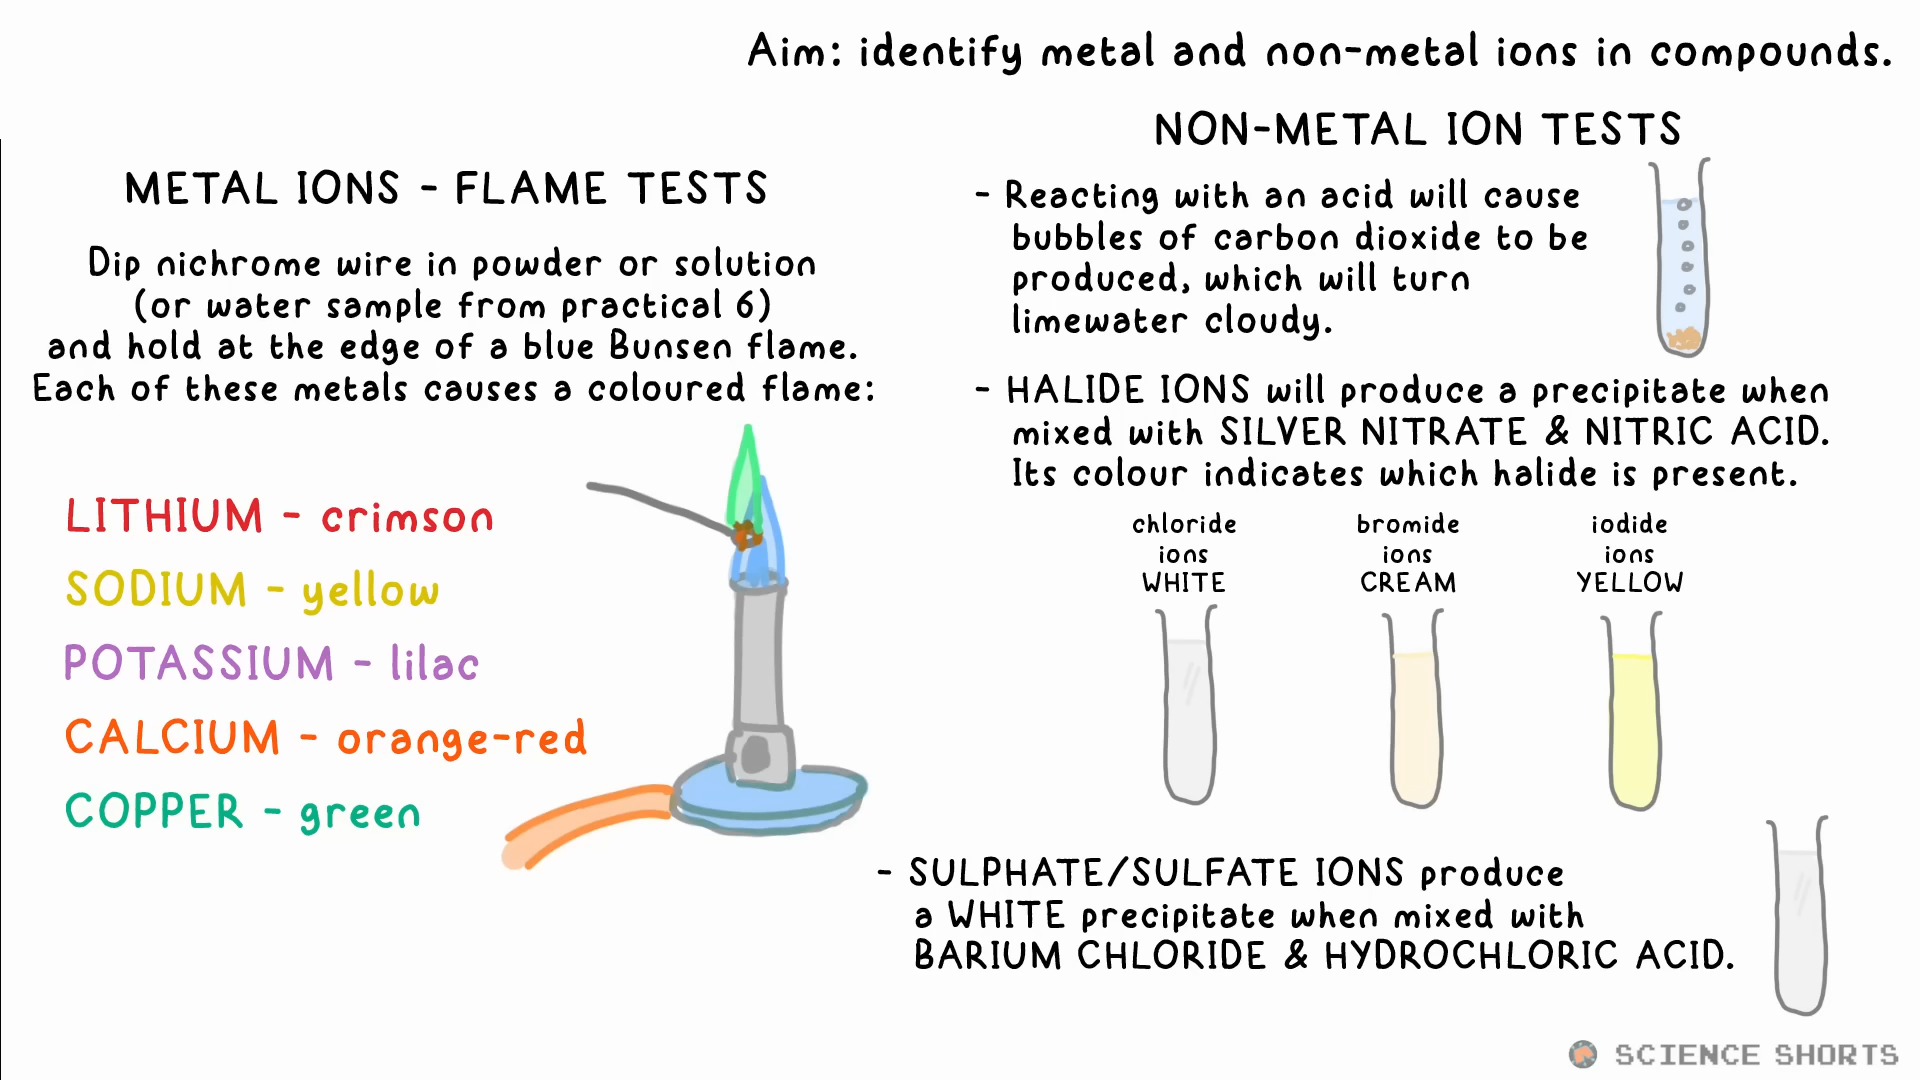 Aim: identify metal and non-metal ions in compounds.
METAL IONS - FLAME TESTS
Dip nichrome wire in powder or solution
(or water sample from practical 6)
and hold at the edge of a blue Bunsen flame.
Each of these metals causes a coloured flame:
LITHIUM - crimson
SODIUM - yellow
POTASSIUM - lilac
CALCIUM - orange-red
COPPER - green
NON-METAL ION TESTS
- Reacting with an acid will cause
bubbles of carbon dioxide to be
produced, which will turn
limewater cloudy.
- HALIDE IONS will produce a precipitate when
mixed with SILVER NITRATE & NITRIC ACID.
Its colour indicates which halide is present.
chloride
ions
WHITE
bromide
ions
CREAM
iodide
ions
YELLOW
- SULPHATE/SULFATE IONS produce
a WHITE precipitate when mixed with
BARIUM CHLORIDE & HYDROCHLORIC ACID.
SCIENCE SHORTS